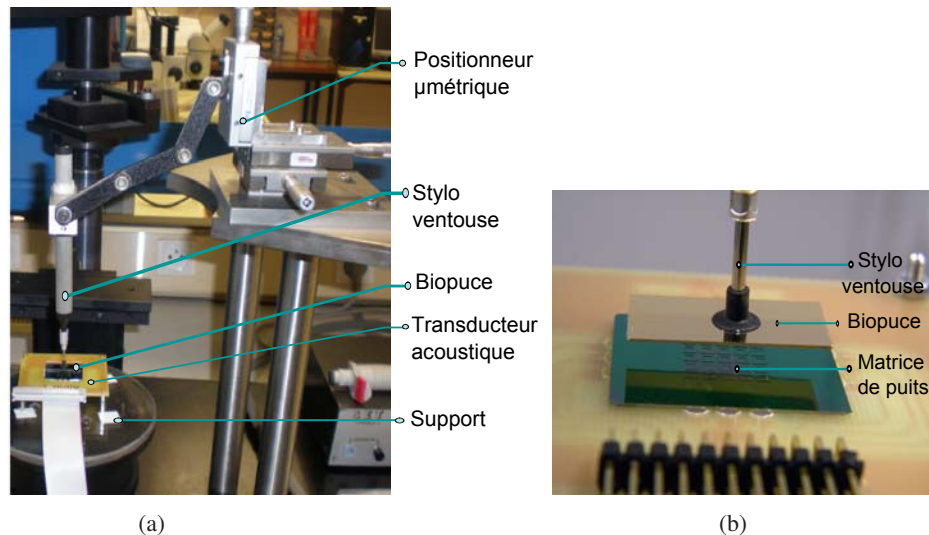 Positionneur
µmétrique
Stylo
ventouse
Biopuce
Transducteur
acoustique
Support
(a)
Stylo
ventouse
Biopuce
Matrice
de puits
(b)